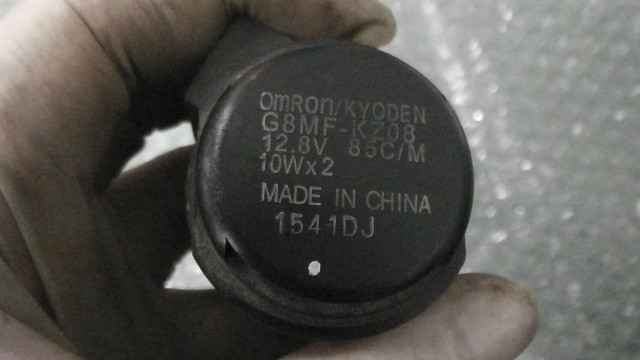 OmRon/KYODEN
G8MF-KZ08
12.8V 85C/M
10Wx2
MADE IN CHINA
1541DJ